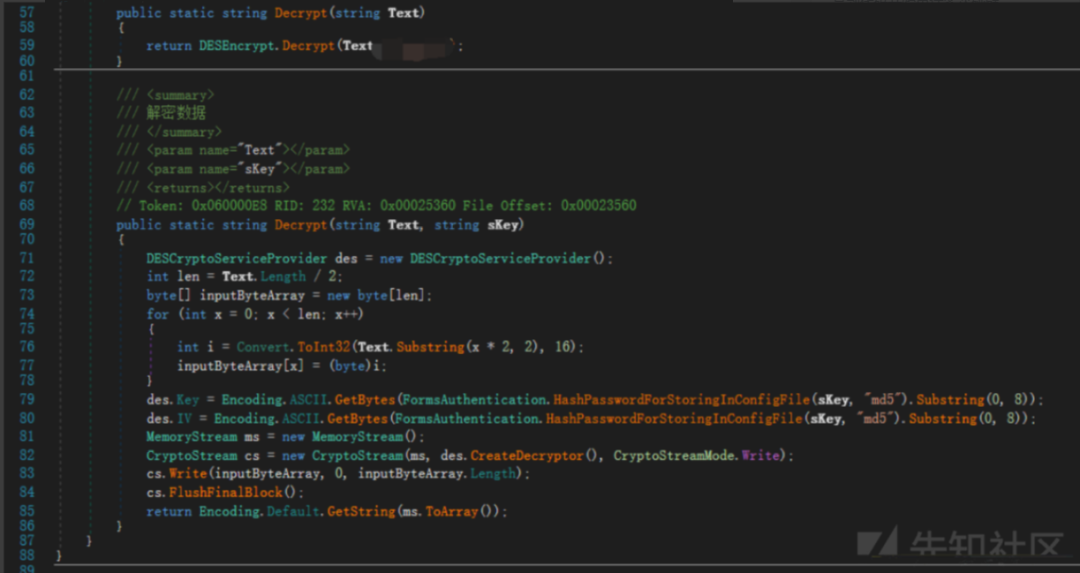 57 public static string Decrypt(string Text)
58 {
59 return DESEncrypt.Decrypt(Text );
60 }
61
62 /// <summary>
63 /// 解密数据
64 /// </summary>
65 /// <param name="Text"></param>
66 /// <param name="sKey"></param>
67 /// <returns></returns>
68 // Token: 0x060000E8 RID: 232 RVA: 0x00025360 File Offset: 0x00023560
69 public static string Decrypt(string Text, string sKey)
70 {
71 DESCryptoServiceProvider des = new DESCryptoServiceProvider();
72 int len = Text.Length / 2;
73 byte[] inputByteArray = new byte[len];
74 for (int x = 0; x < len; x++)
75 {
76 int i = Convert.ToInt32(Text.Substring(x * 2, 2), 16);
77 inputByteArray[x] = (byte)i;
78 }
79 des.Key = Encoding.ASCII.GetBytes(FormsAuthentication.HashPasswordForStoringInConfigFile(sKey, "md5").Substring(0, 8));
80 des.IV = Encoding.ASCII.GetBytes(FormsAuthentication.HashPasswordForStoringInConfigFile(sKey, "md5").Substring(0, 8));
81 MemoryStream ms = new MemoryStream();
82 CryptoStream cs = new CryptoStream(ms, des.CreateDecryptor(), CryptoStreamMode.Write);
83 cs.Write(inputByteArray, 0, inputByteArray.Length);
84 cs.FlushFinalBlock();
85 return Encoding.Default.GetString(ms.ToArray());
86 }
87 }
88 }
89
先知社区